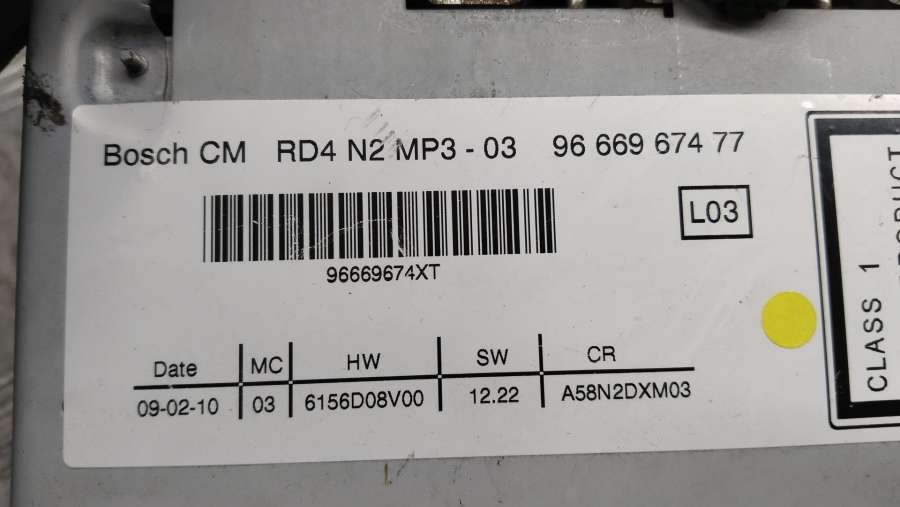 Bosch CM RD4 N2 MP3 - 03 96 669 674 77
L03
96669674XT
Date MC HW SW CR
09-02-10 03 6156D08V00 12.22 A58N2DXM03
CLASS 1